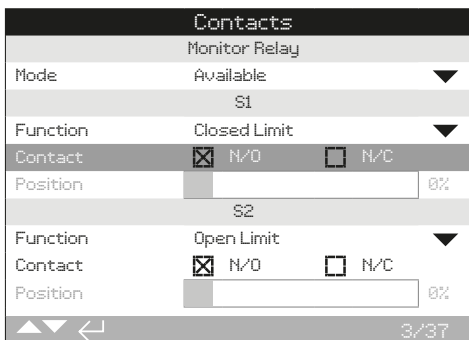 Contacts
Monitor Relay
Mode Available
S1
Function Closed Limit
Contact N/O N/C
Position 0%
S2
Function Open Limit
Contact N/O N/C
Position 0%
3/37